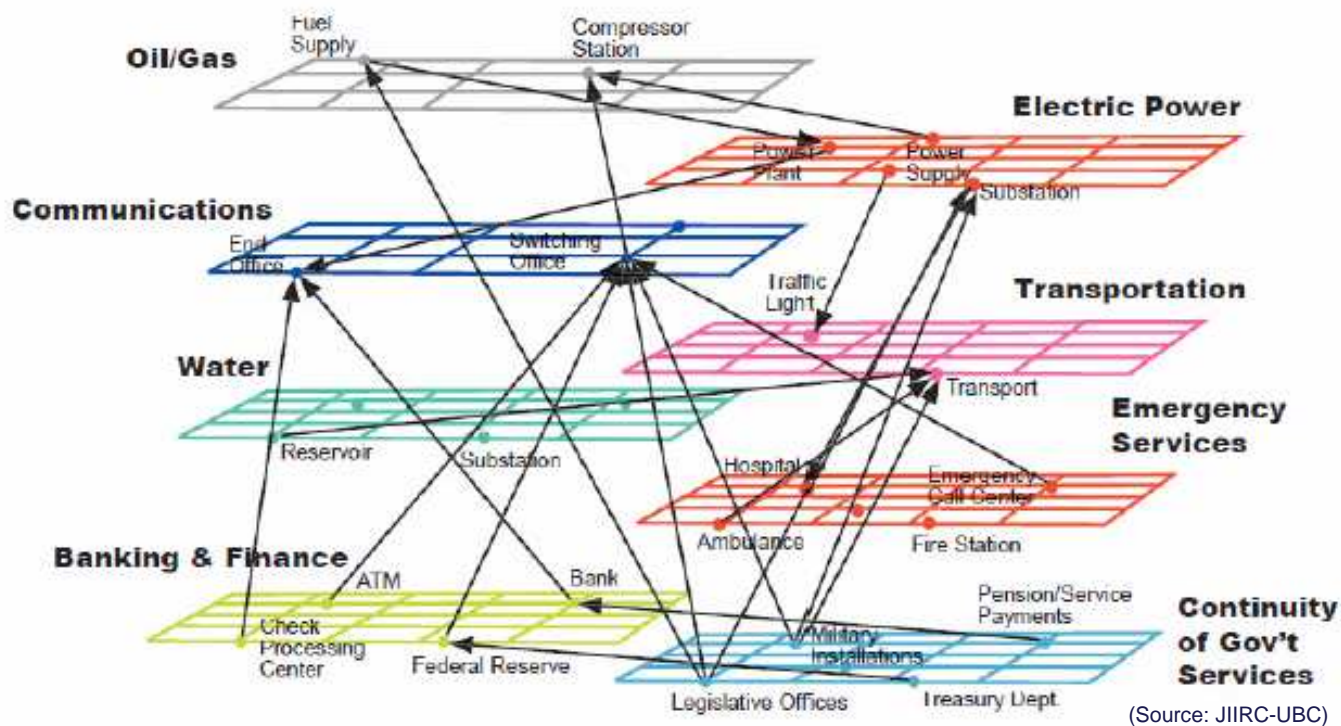 Fuel
Supply
Compressor
Station
Oil/Gas
Electric Power
Power
Plant
Power
Supply
Substation
Communications
End
Office
Switching
Office
Traffic
Light
Transportation
Water
Transport
Reservoir
Substation
Emergency
Services
Hospital
Emergency
Call Center
Ambulance
Fire Station
Banking & Finance
ATM
Bank
Check
Processing
Center
Federal Reserve
Pension/Service
Payments
Continuity
of Gov't
Services
Military
Installations
Legislative Offices
Treasury Dept.
(Source: JIIRC-UBC)